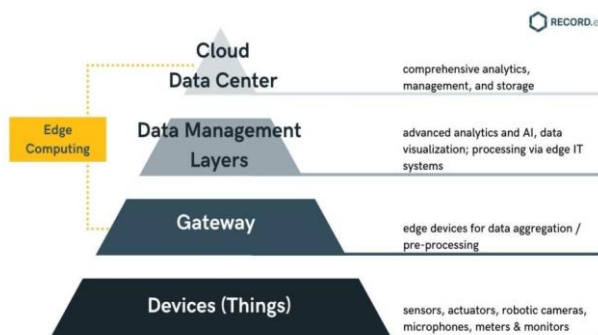 RECORD.e
Cloud
Data Center
comprehensive analytics,
management, and storage
Edge
Computing
Data Management
Layers
advanced analytics and AI, data
visualization; processing via edge IT
systems
Gateway
edge devices for data aggregation /
pre-processing
Devices (Things)
sensors, actuators, robotic cameras,
microphones, meters & monitors